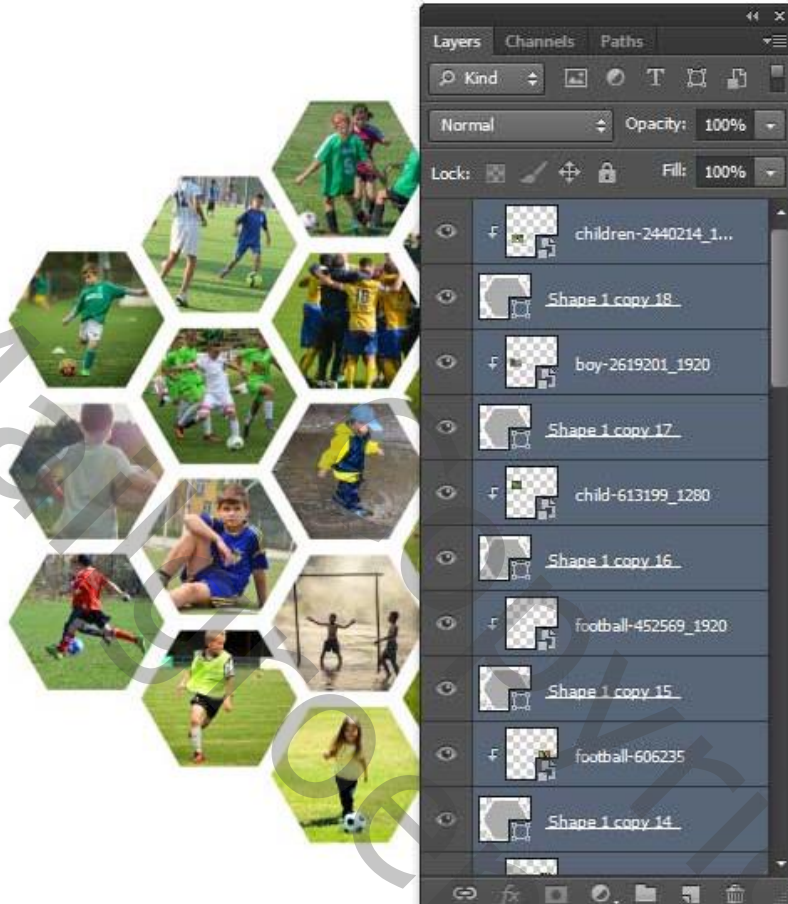 Layers Channels Paths
Kind T
Normal Opacity: 100%
Lock: Fill: 100%
children-2440214_1...
Shape 1 copy 18
boy-2619201_1920
Shape 1 copy 17
child-613199_1280
Shape 1 copy 16
football-452569_1920
Shape 1 copy 15
football-606235
Shape 1 copy 14
fx